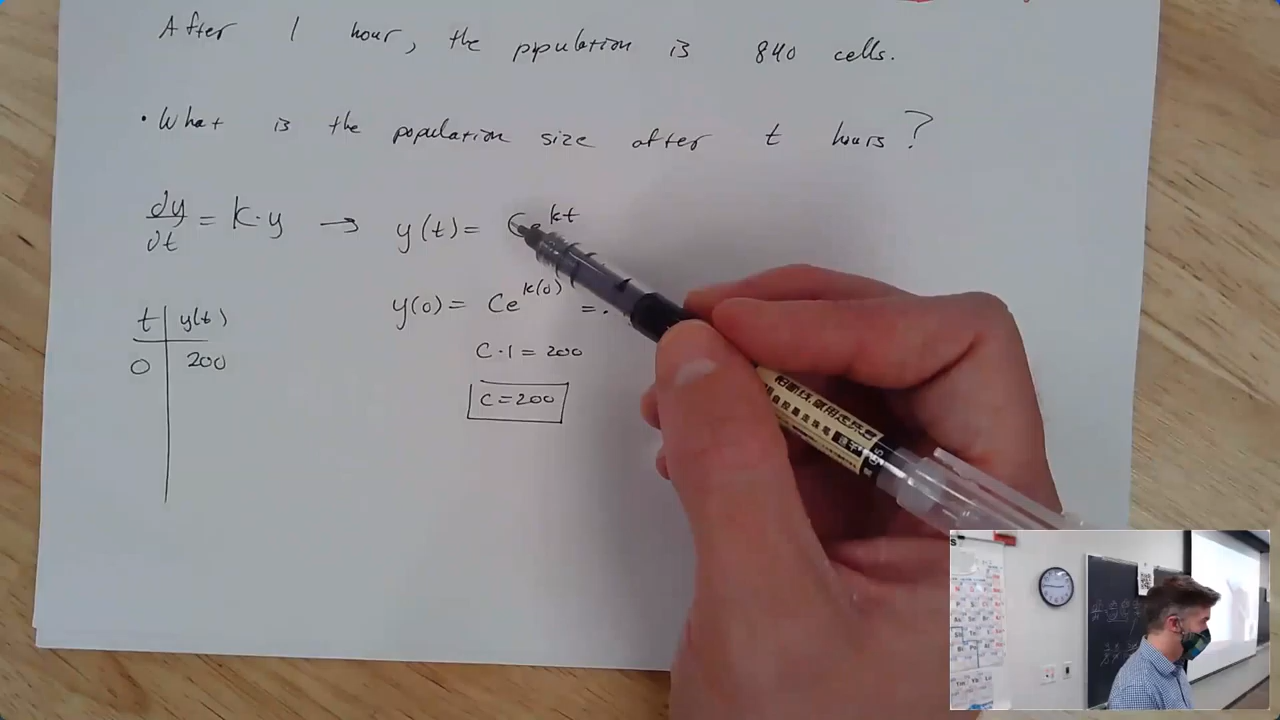 After 1 hour, the population is 840 cells.
• What is the population size after t hours?
dy/dt = k·y → y(t) = Ce^kt
y(0) = Ce^k(0) =
C·1 = 200
C = 200
t | y(t)
0 | 200